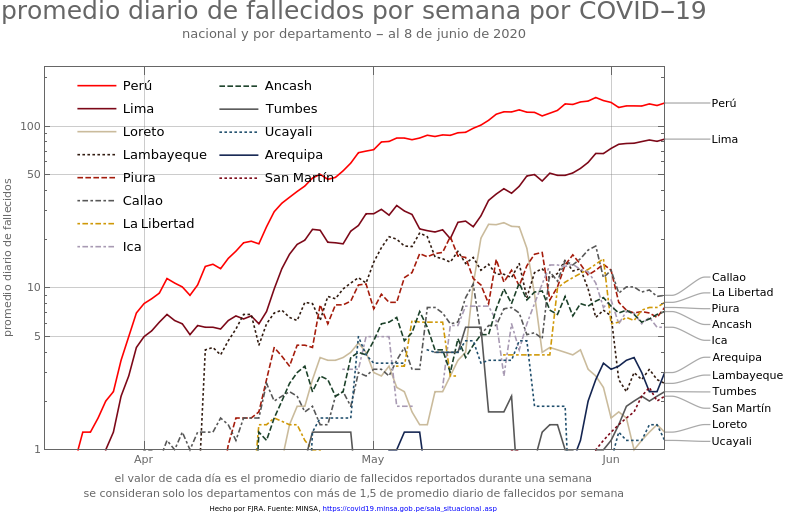 promedio diario de fallecidos por semana por COVID−19
nacional y por departamento − al 8 de junio de 2020
promedio diario de fallecidos
100
50
10
5
1
Apr
May
Jun
Perú
Lima
Loreto
Lambayeque
Piura
Callao
La Libertad
Ica
Ancash
Tumbes
Ucayali
Arequipa
San Martín
Perú
Lima
Callao
La Libertad
Piura
Ancash
Ica
Arequipa
Lambayeque
Tumbes
San Martín
Loreto
Ucayali
el valor de cada día es el promedio diario de fallecidos reportados durante una semana
se consideran solo los departamentos con más de 1,5 de promedio diario de fallecidos por semana
Hecho por FJRA. Fuente: MINSA, https://covid19.minsa.gob.pe/sala_situacional.asp